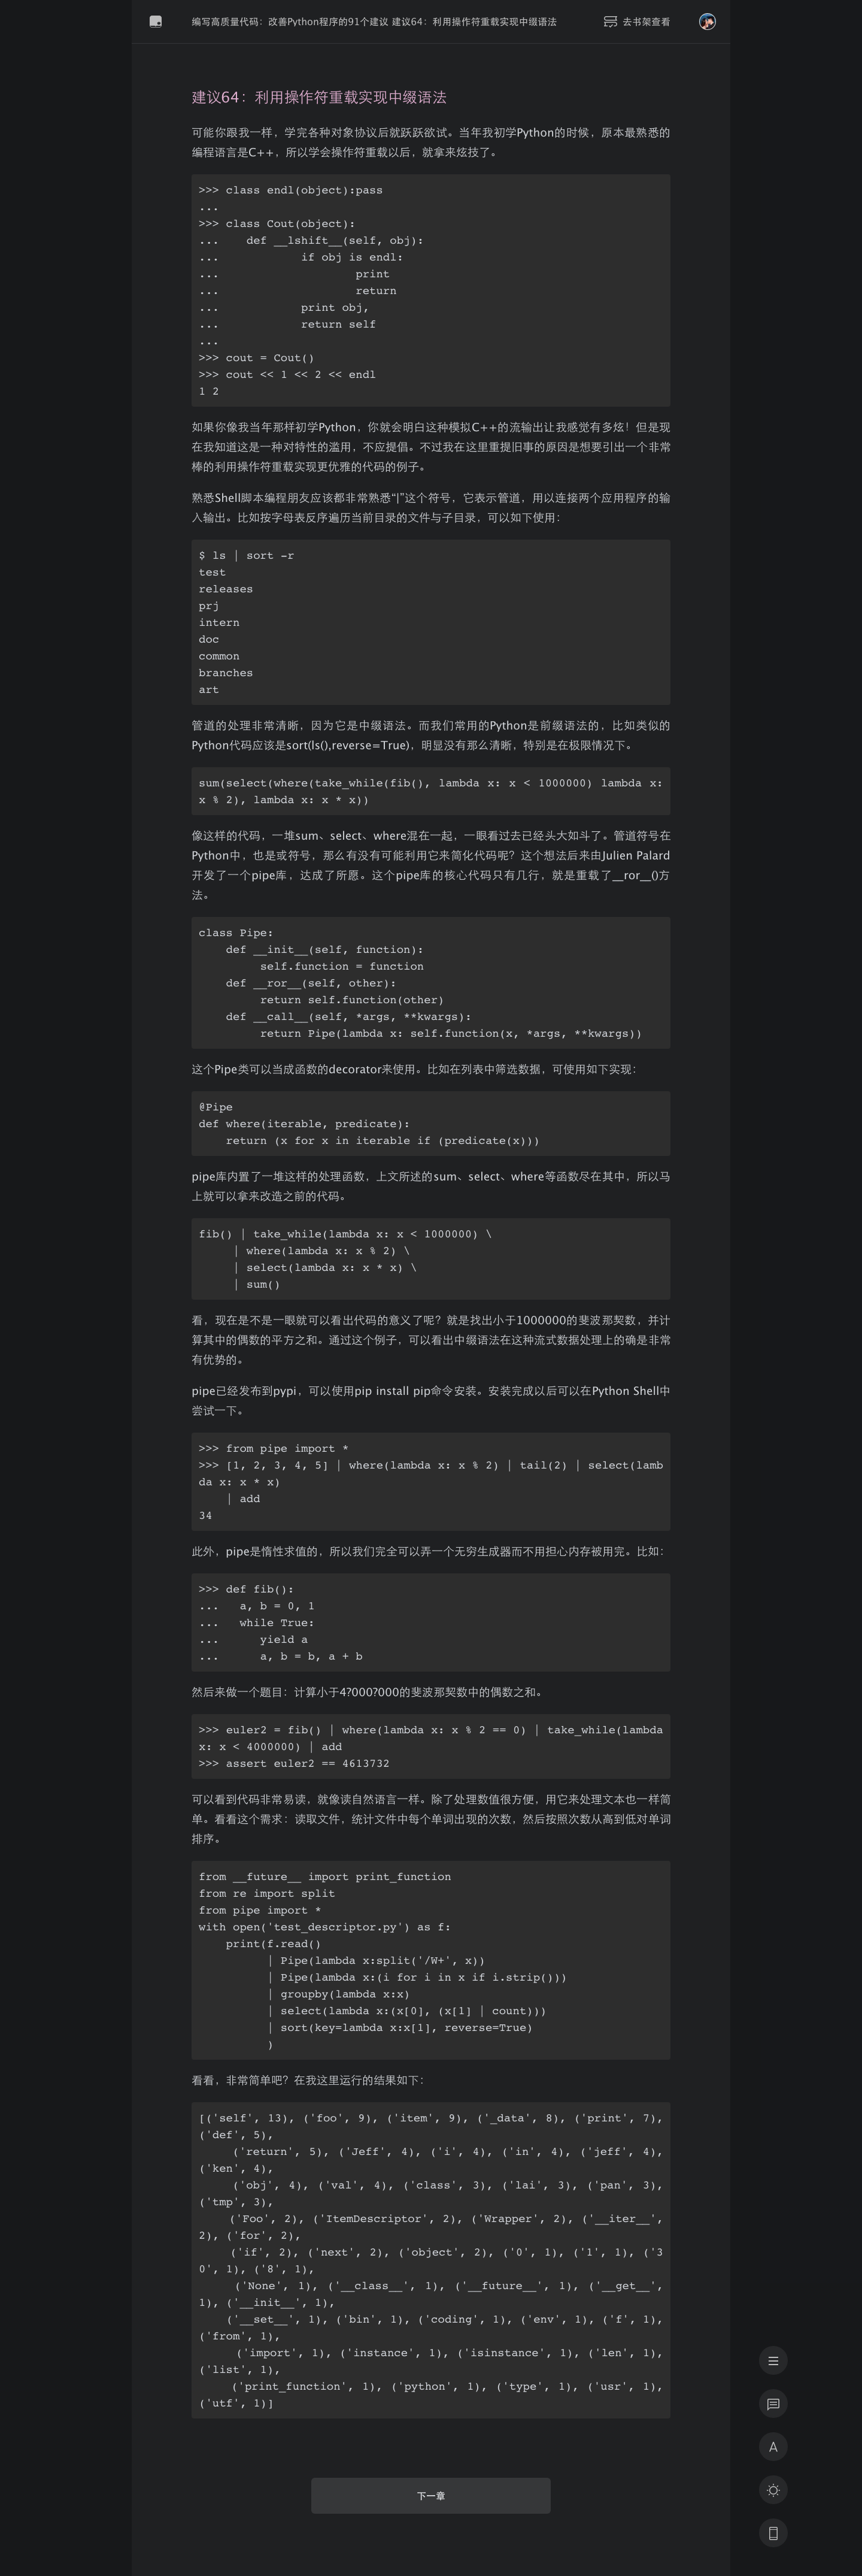 编写高质量代码：改善Python程序的91个建议 建议64：利用操作符重载实现中缀语法
去书架查看
建议64：利用操作符重载实现中缀语法
可能你跟我一样，学完各种对象协议后就跃跃欲试。当年我初学Python的时候，原本最熟悉的
编程语言是C++，所以学会操作符重载以后，就拿来炫技了。
>>> class endl(object):pass
...
>>> class Cout(object):
...    def __lshift__(self, obj):
...            if obj is endl:
...                    print
...                    return
...            print obj,
...            return self
...
>>> cout = Cout()
>>> cout << 1 << 2 << endl
1 2
如果你像我当年那样初学Python，你就会明白这种模拟C++的流输出让我感觉有多炫！但是现
在我知道这是一种对特性的滥用，不应提倡。不过我在这里重提旧事的原因是想要引出一个非常
棒的利用操作符重载实现更优雅的代码的例子。
熟悉Shell脚本编程朋友应该都非常熟悉“|”这个符号，它表示管道，用以连接两个应用程序的输
入输出。比如按字母表反序遍历当前目录的文件与子目录，可以如下使用：
$ ls | sort -r
test
releases
prj
intern
doc
common
branches
art
管道的处理非常清晰，因为它是中缀语法。而我们常用的Python是前缀语法的，比如类似的
Python代码应该是sort(ls(),reverse=True)，明显没有那么清晰，特别是在极限情况下。
sum(select(where(take_while(fib(), lambda x: x < 1000000) lambda x:
x % 2), lambda x: x * x))
像这样的代码，一堆sum、select、where混在一起，一眼看过去已经头大如斗了。管道符号在
Python中，也是或符号，那么有没有可能利用它来简化代码呢？这个想法后来由Julien Palard
开发了一个pipe库，达成了所愿。这个pipe库的核心代码只有几行，就是重载了__ror__()方
法。
class Pipe:
    def __init__(self, function):
         self.function = function
    def __ror__(self, other):
         return self.function(other)
    def __call__(self, *args, **kwargs):
         return Pipe(lambda x: self.function(x, *args, **kwargs))
这个Pipe类可以当成函数的decorator来使用。比如在列表中筛选数据，可使用如下实现：
@Pipe
def where(iterable, predicate):
    return (x for x in iterable if (predicate(x)))
pipe库内置了一堆这样的处理函数，上文所述的sum、select、where等函数尽在其中，所以马
上就可以拿来改造之前的代码。
fib() | take_while(lambda x: x < 1000000) \
     | where(lambda x: x % 2) \
     | select(lambda x: x * x) \
     | sum()
看，现在是不是一眼就可以看出代码的意义了呢？就是找出小于1000000的斐波那契数，并计
算其中的偶数的平方之和。通过这个例子，可以看出中缀语法在这种流式数据处理上的确是非常
有优势的。
pipe已经发布到pypi，可以使用pip install pip命令安装。安装完成以后可以在Python Shell中
尝试一下。
>>> from pipe import *
>>> [1, 2, 3, 4, 5] | where(lambda x: x % 2) | tail(2) | select(lamb
da x: x * x)
    | add
34
此外，pipe是惰性求值的，所以我们完全可以弄一个无穷生成器而不用担心内存被用完。比如：
>>> def fib():
...   a, b = 0, 1
...   while True:
...      yield a
...      a, b = b, a + b
然后来做一个题目：计算小于4?000?000的斐波那契数中的偶数之和。
>>> euler2 = fib() | where(lambda x: x % 2 == 0) | take_while(lambda
x: x < 4000000) | add
>>> assert euler2 == 4613732
可以看到代码非常易读，就像读自然语言一样。除了处理数值很方便，用它来处理文本也一样简
单。看看这个需求：读取文件，统计文件中每个单词出现的次数，然后按照次数从高到低对单词
排序。
from __future__ import print_function
from re import split
from pipe import *
with open('test_descriptor.py') as f:
    print(f.read()
          | Pipe(lambda x:split('/W+', x))
          | Pipe(lambda x:(i for i in x if i.strip()))
          | groupby(lambda x:x)
          | select(lambda x:(x[0], (x[1] | count)))
          | sort(key=lambda x:x[1], reverse=True)
          )
看看，非常简单吧？在我这里运行的结果如下：
[('self', 13), ('foo', 9), ('item', 9), ('_data', 8), ('print', 7),
('def', 5),
    ('return', 5), ('Jeff', 4), ('i', 4), ('in', 4), ('jeff', 4),
('ken', 4),
    ('obj', 4), ('val', 4), ('class', 3), ('lai', 3), ('pan', 3),
('tmp', 3),
    ('Foo', 2), ('ItemDescriptor', 2), ('Wrapper', 2), ('__iter__',
2), ('for', 2),
    ('if', 2), ('next', 2), ('object', 2), ('0', 1), ('1', 1), ('3
0', 1), ('8', 1),
    ('None', 1), ('__class__', 1), ('__future__', 1), ('__get__',
1), ('__init__', 1),
    ('__set__', 1), ('bin', 1), ('coding', 1), ('env', 1), ('f', 1),
('from', 1),
    ('import', 1), ('instance', 1), ('isinstance', 1), ('len', 1),
('list', 1),
    ('print_function', 1), ('python', 1), ('type', 1), ('usr', 1),
('utf', 1)]
A
下一章